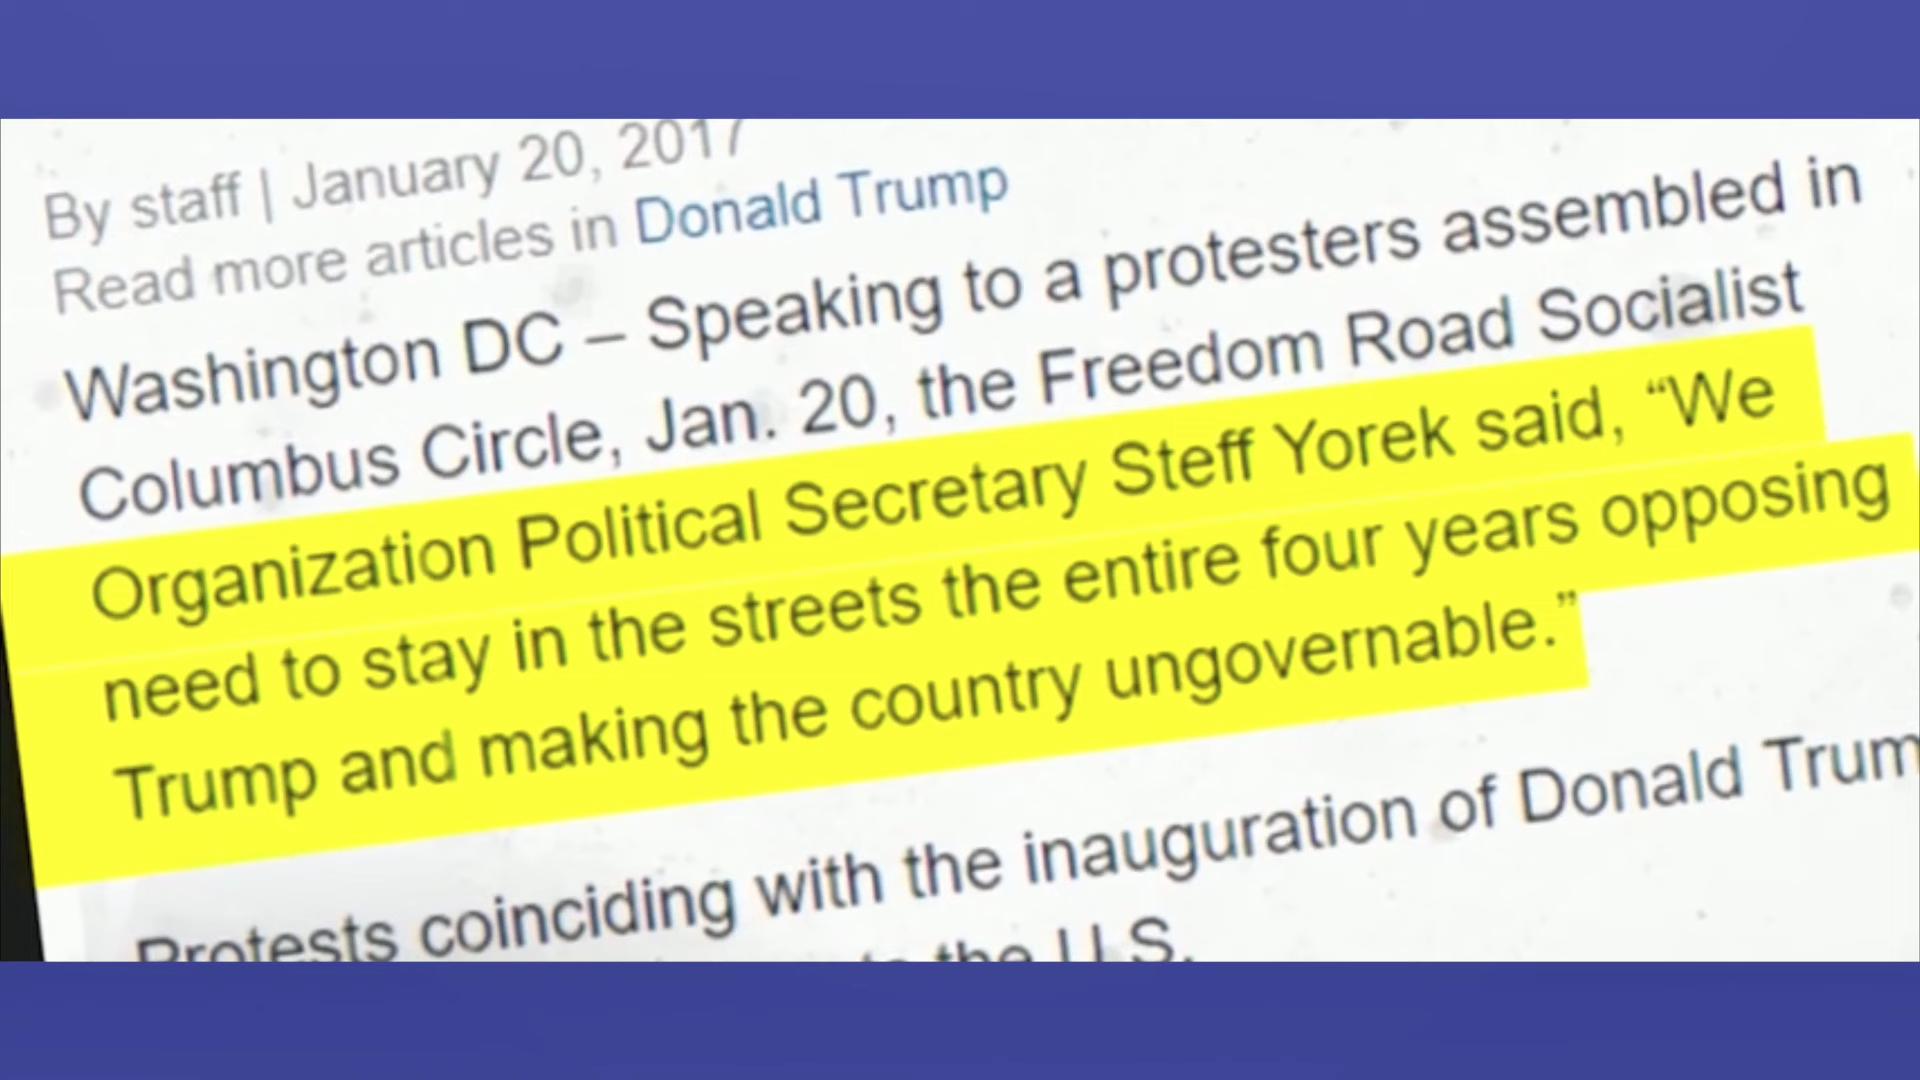 By staff | January 20, 2017
Read more articles in Donald Trump
Washington DC – Speaking to a protesters assembled in
Columbus Circle, Jan. 20, the Freedom Road Socialist
Organization Political Secretary Steff Yorek said, “We
need to stay in the streets the entire four years opposing
Trump and making the country ungovernable.”
Protests coinciding with the inauguration of Donald Trum
the U.S.